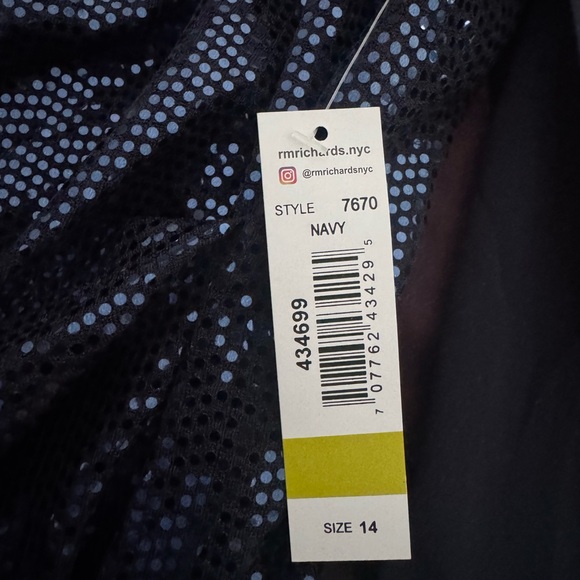 rmrichards.nyc
@rmrichardsnyc
STYLE 7670
NAVY
434699
7 07762 43429 5
SIZE 14